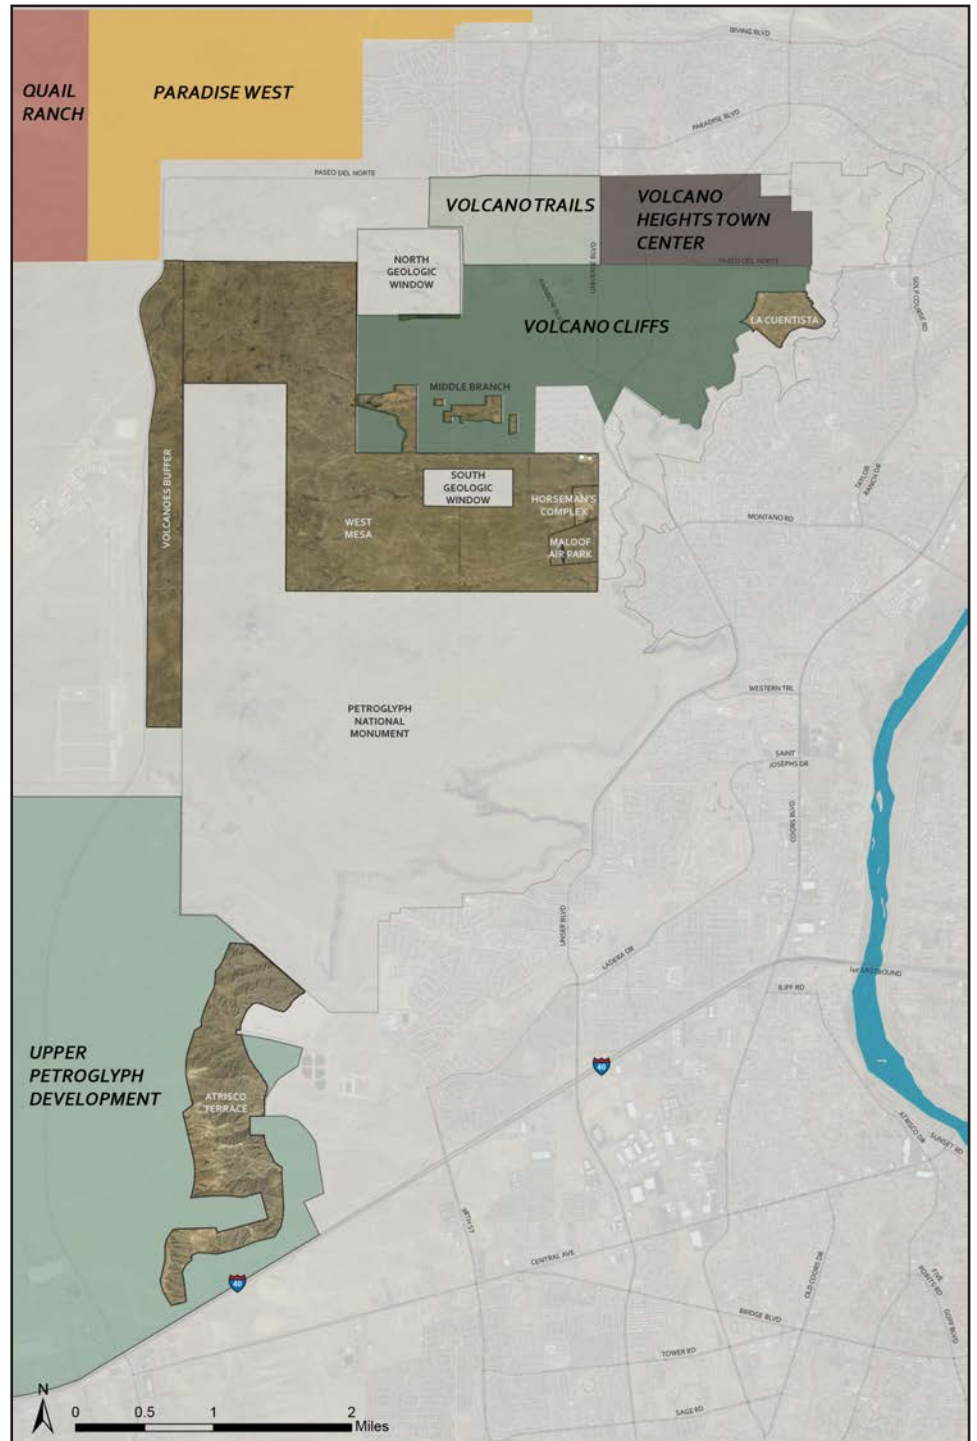 IRVING BLVD
QUAIL
RANCH
PARADISE WEST
PARADISE BLVD
PASEO DEL NORTE
VOLCANO TRAILS
VOLCANO
HEIGHTS TOWN
CENTER
UNIVERSE BLVD
PASEO DEL NORTE
NORTH
GEOLOGIC
WINDOW
GOLF COURSE RD
VOLCANO CLIFFS
LA CUENTISTA
MIDDLE BRANCH
VOLCANOES BUFFER
SOUTH
GEOLOGIC
WINDOW
TAYLOR
RANCH DR
HORSEMAN'S
COMPLEX
WEST
MESA
MONTANO RD
MALOOF
AIR PARK
WESTERN TRL
PETROGLYPH
NATIONAL
MONUMENT
SAINT
JOSEPHS DR
COORS BLVD
UNSER BLVD
LADERA DR
I40 EASTBOUND
ILIFF RD
UPPER
PETROGLYPH
DEVELOPMENT
40
ATRISCO
TERRACE
ATRISCO DR
SUNSET RD
98TH ST
CENTRAL AVE
OLD COORS DR
FIVE
POINTS RD
40
BRIDGE BLVD
GOFF BLVD
TOWER RD
SAGE RD
N
0 0.5 1 2
Miles